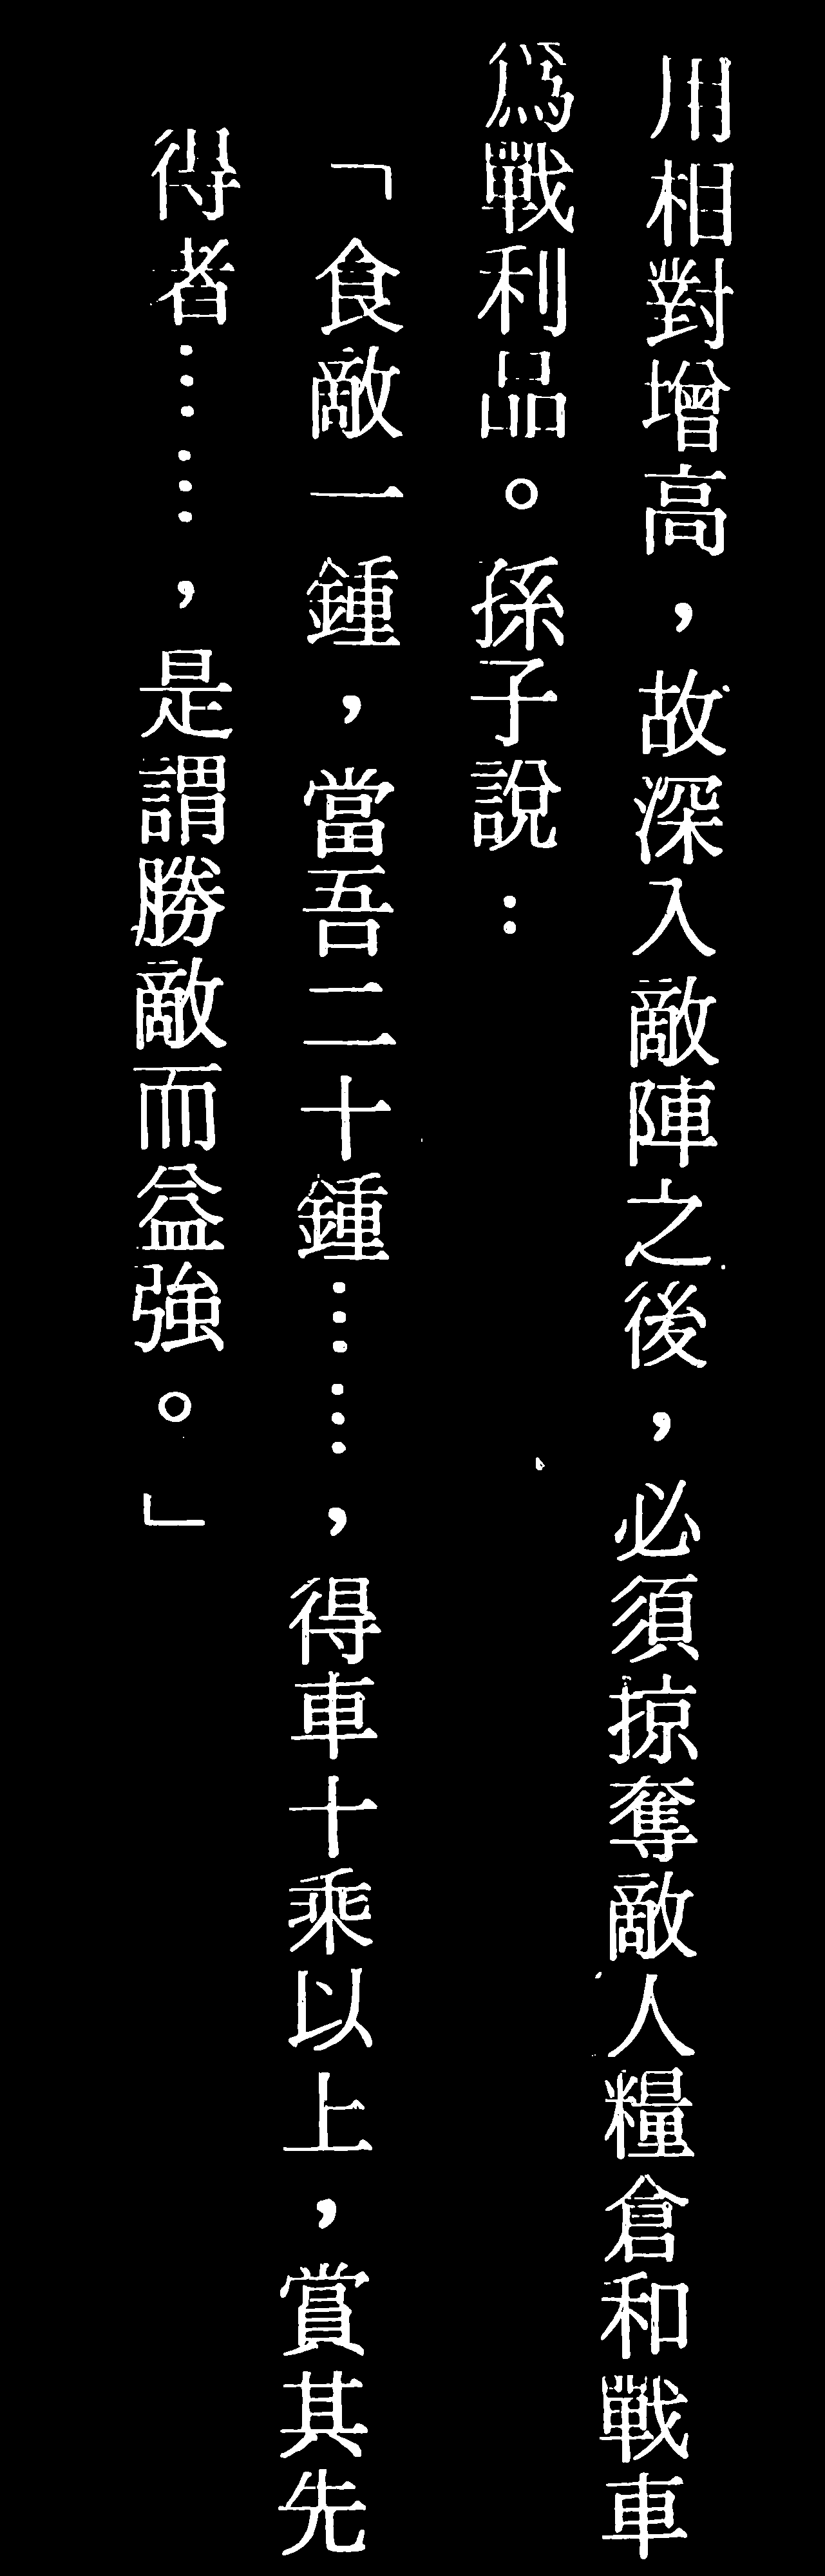 用相對增高，故深入敵陣之後，必須掠奪敵人糧倉和戰車
爲戰利品。孫子說：
「食敵一鍾，當吾二十鍾……，得車十乘以上，賞其先
得者……，是謂勝敵而益強。」